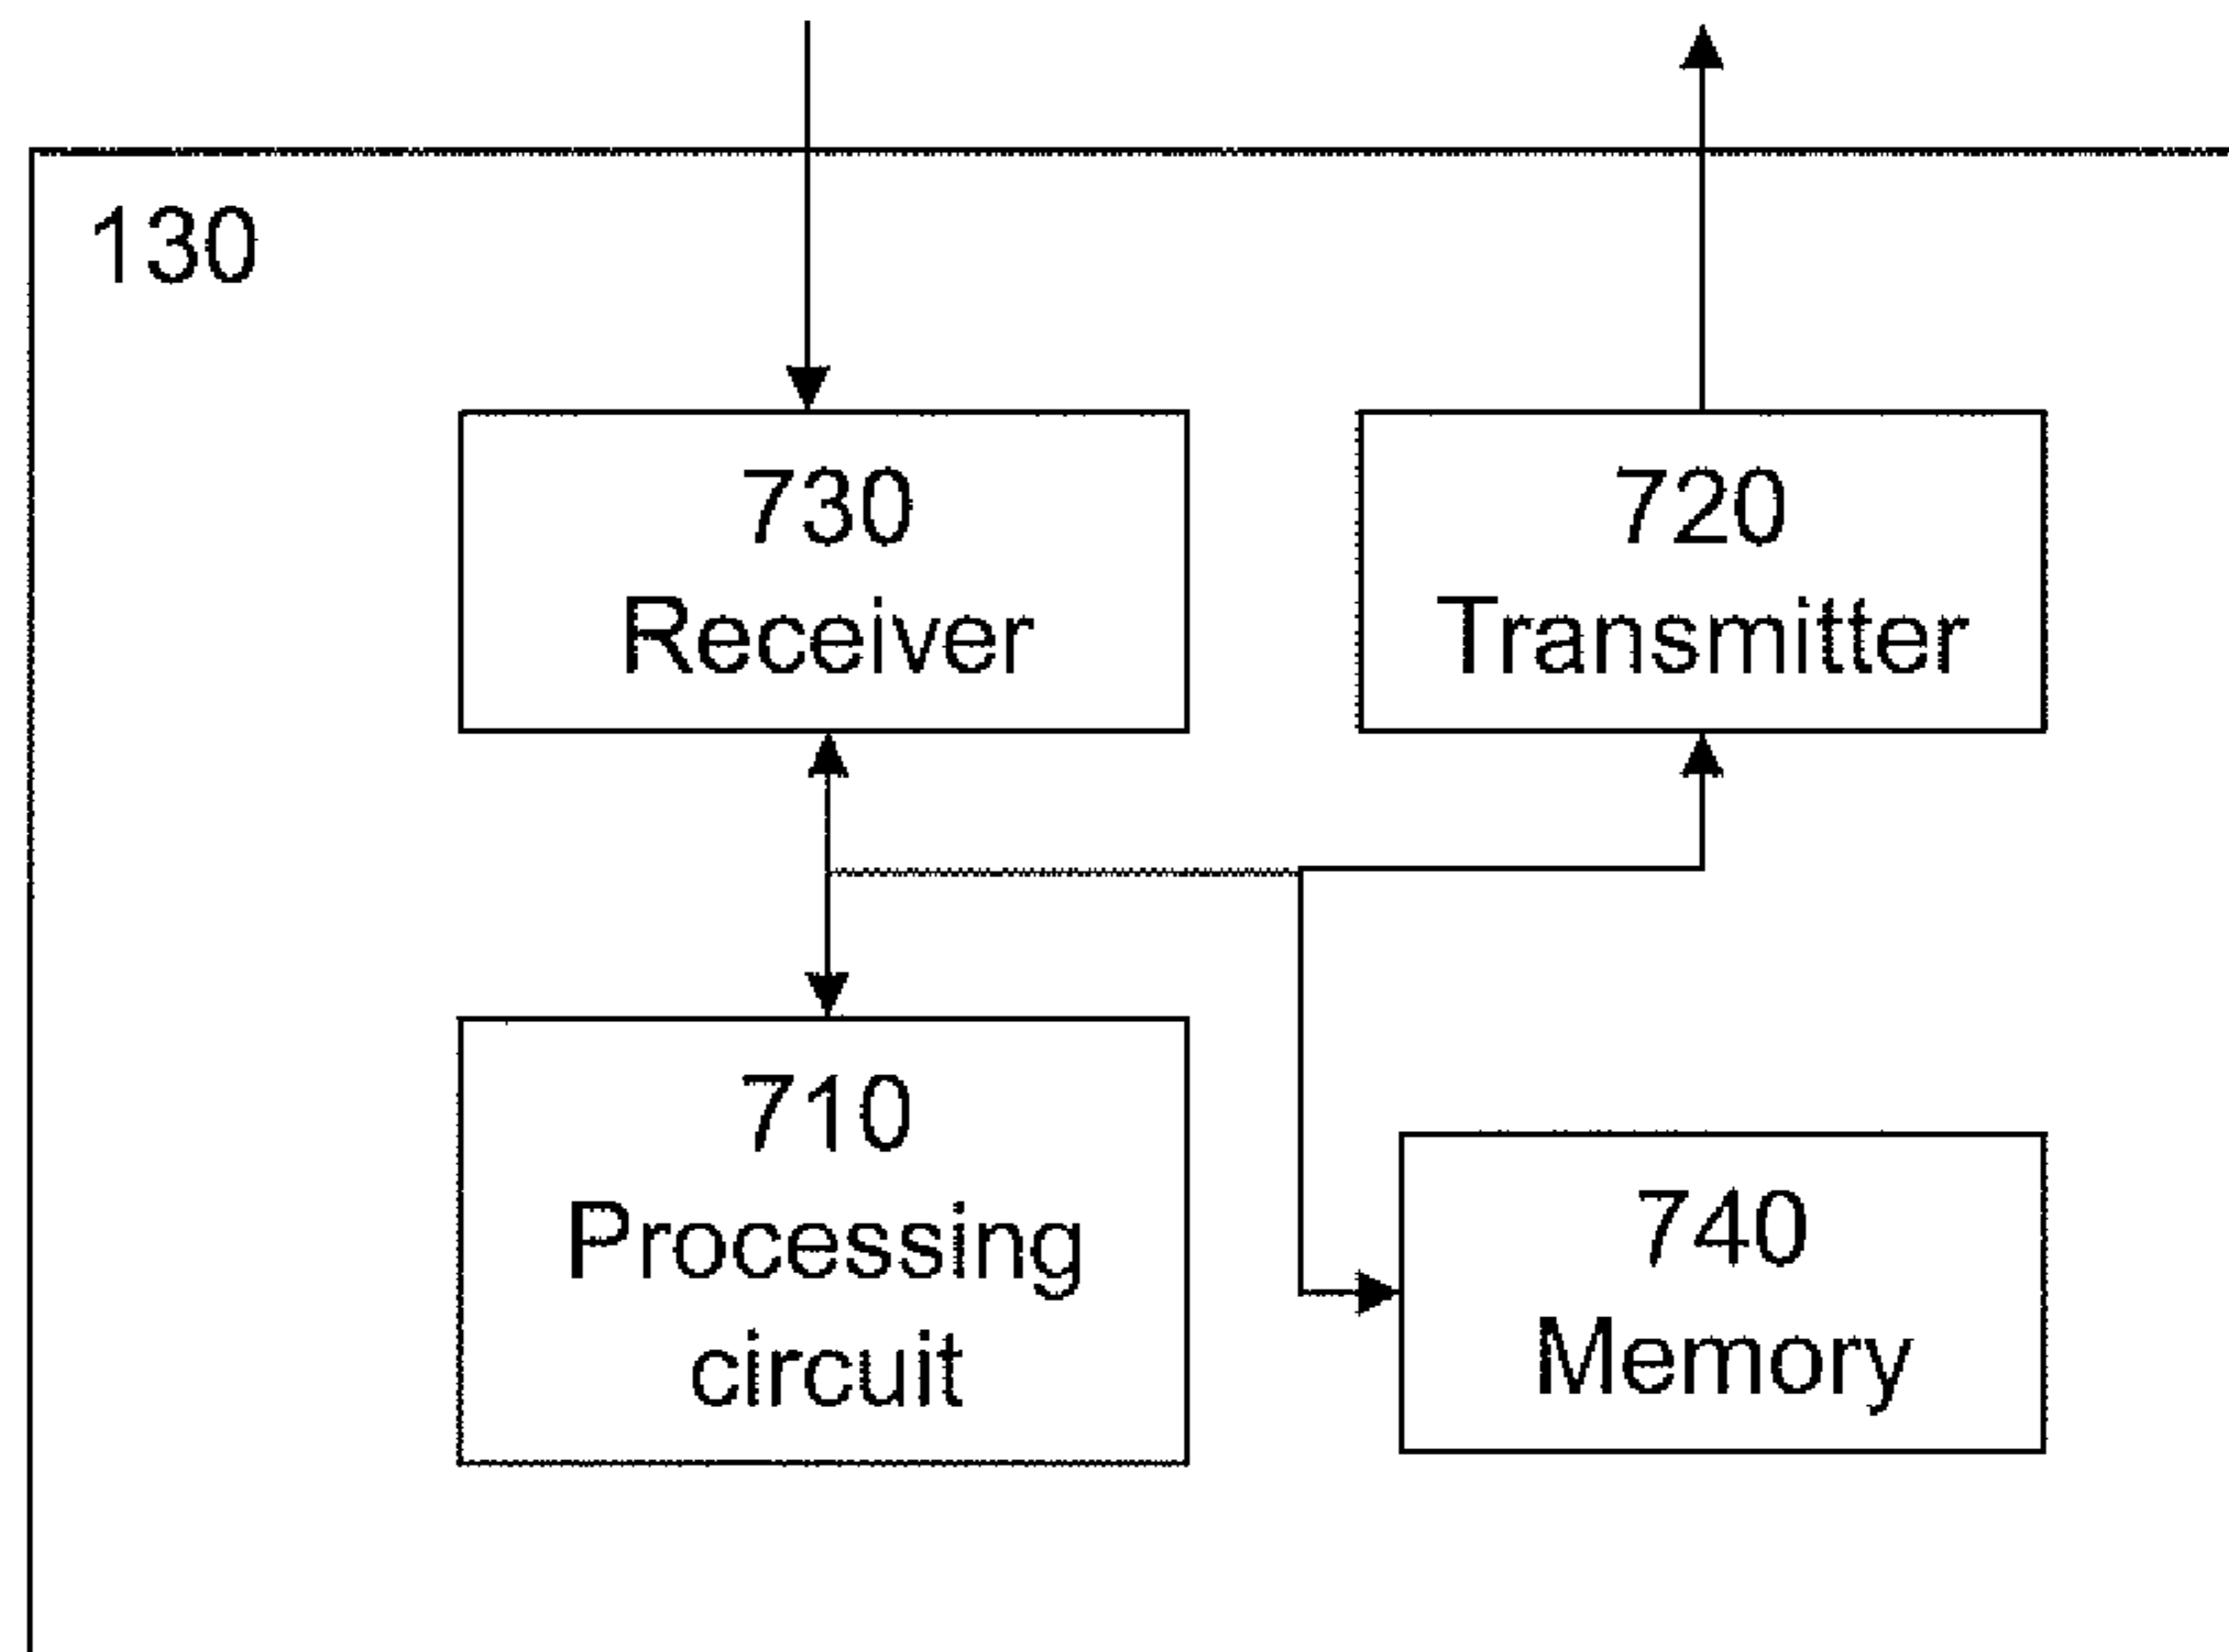 130
730
Receiver
720
Transmitter
710
Processing
circuit
740
Memory